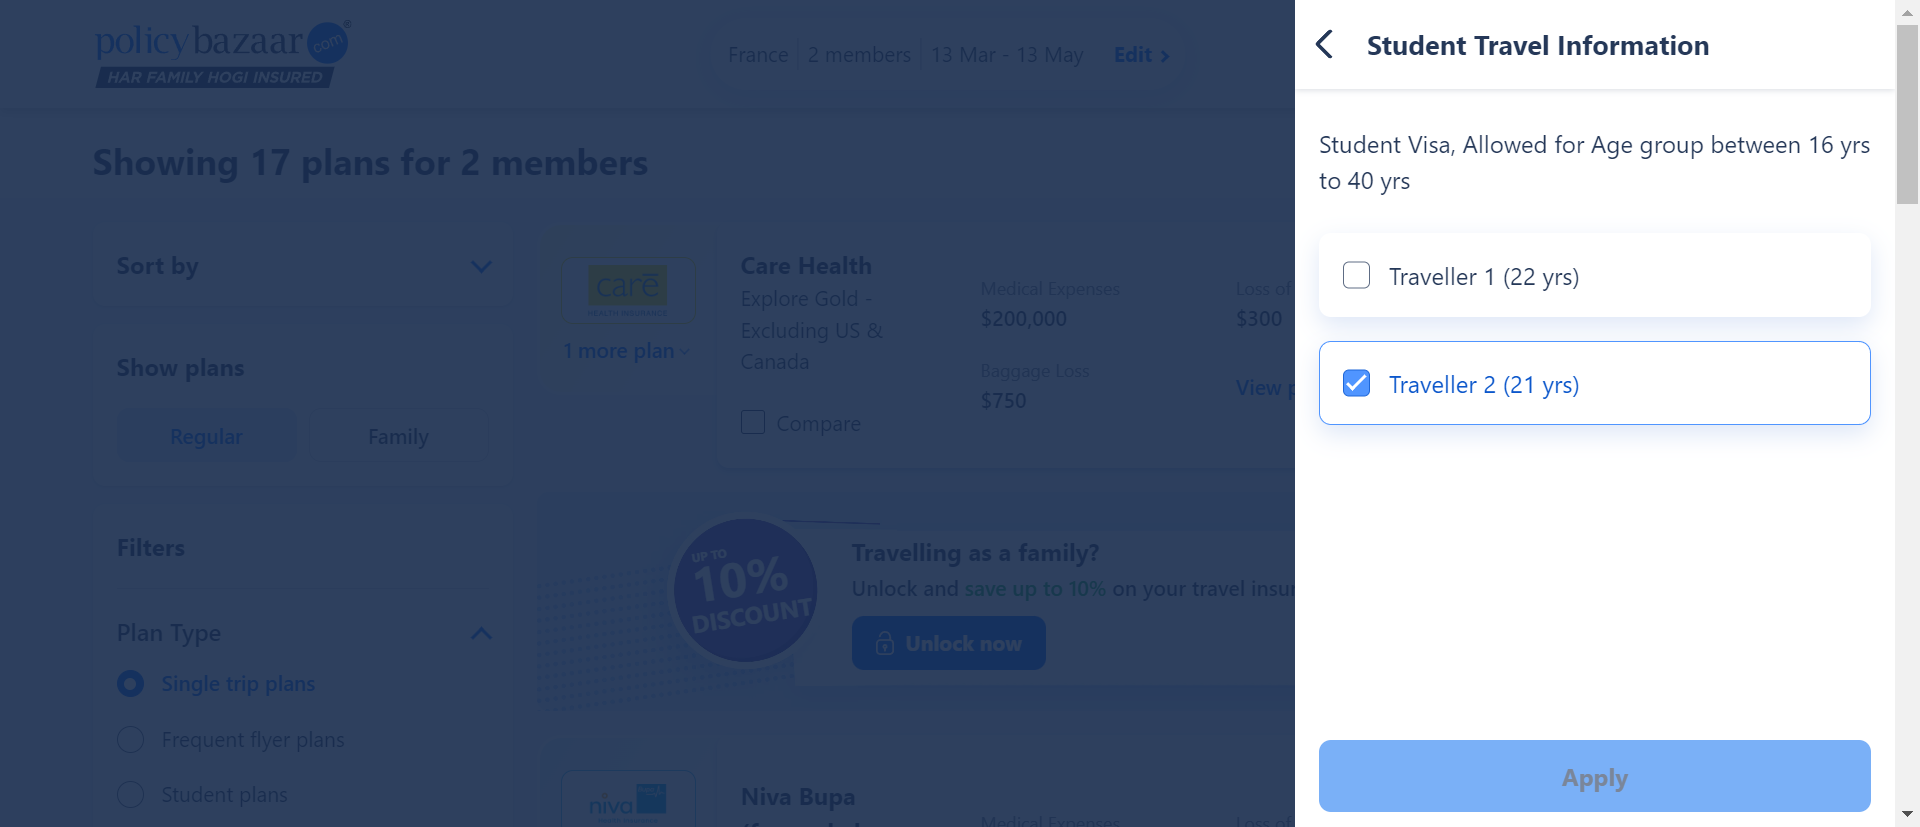 policybazaar.com®
HAR FAMILY HOGI INSURED
France 2 members 13 Mar - 13 May Edit
Showing 17 plans for 2 members
Sort by
Show plans
Regular Family
Filters
Plan Type
Single trip plans
Frequent flyer plans
Student plans
care
HEALTH INSURANCE
1 more plan
Care Health
Explore Gold -
Excluding US &
Canada
Compare
Medical Expenses
$200,000
Loss of
$300
Baggage Loss
$750
View
UP TO
10%
DISCOUNT
Travelling as a family?
Unlock and save up to 10% on your travel
Unlock now
niva
Niva Bupa
Medical Expenses
Loss of
Student Travel Information
Student Visa, Allowed for Age group between 16 yrs
to 40 yrs
Traveller 1 (22 yrs)
Traveller 2 (21 yrs)
Apply